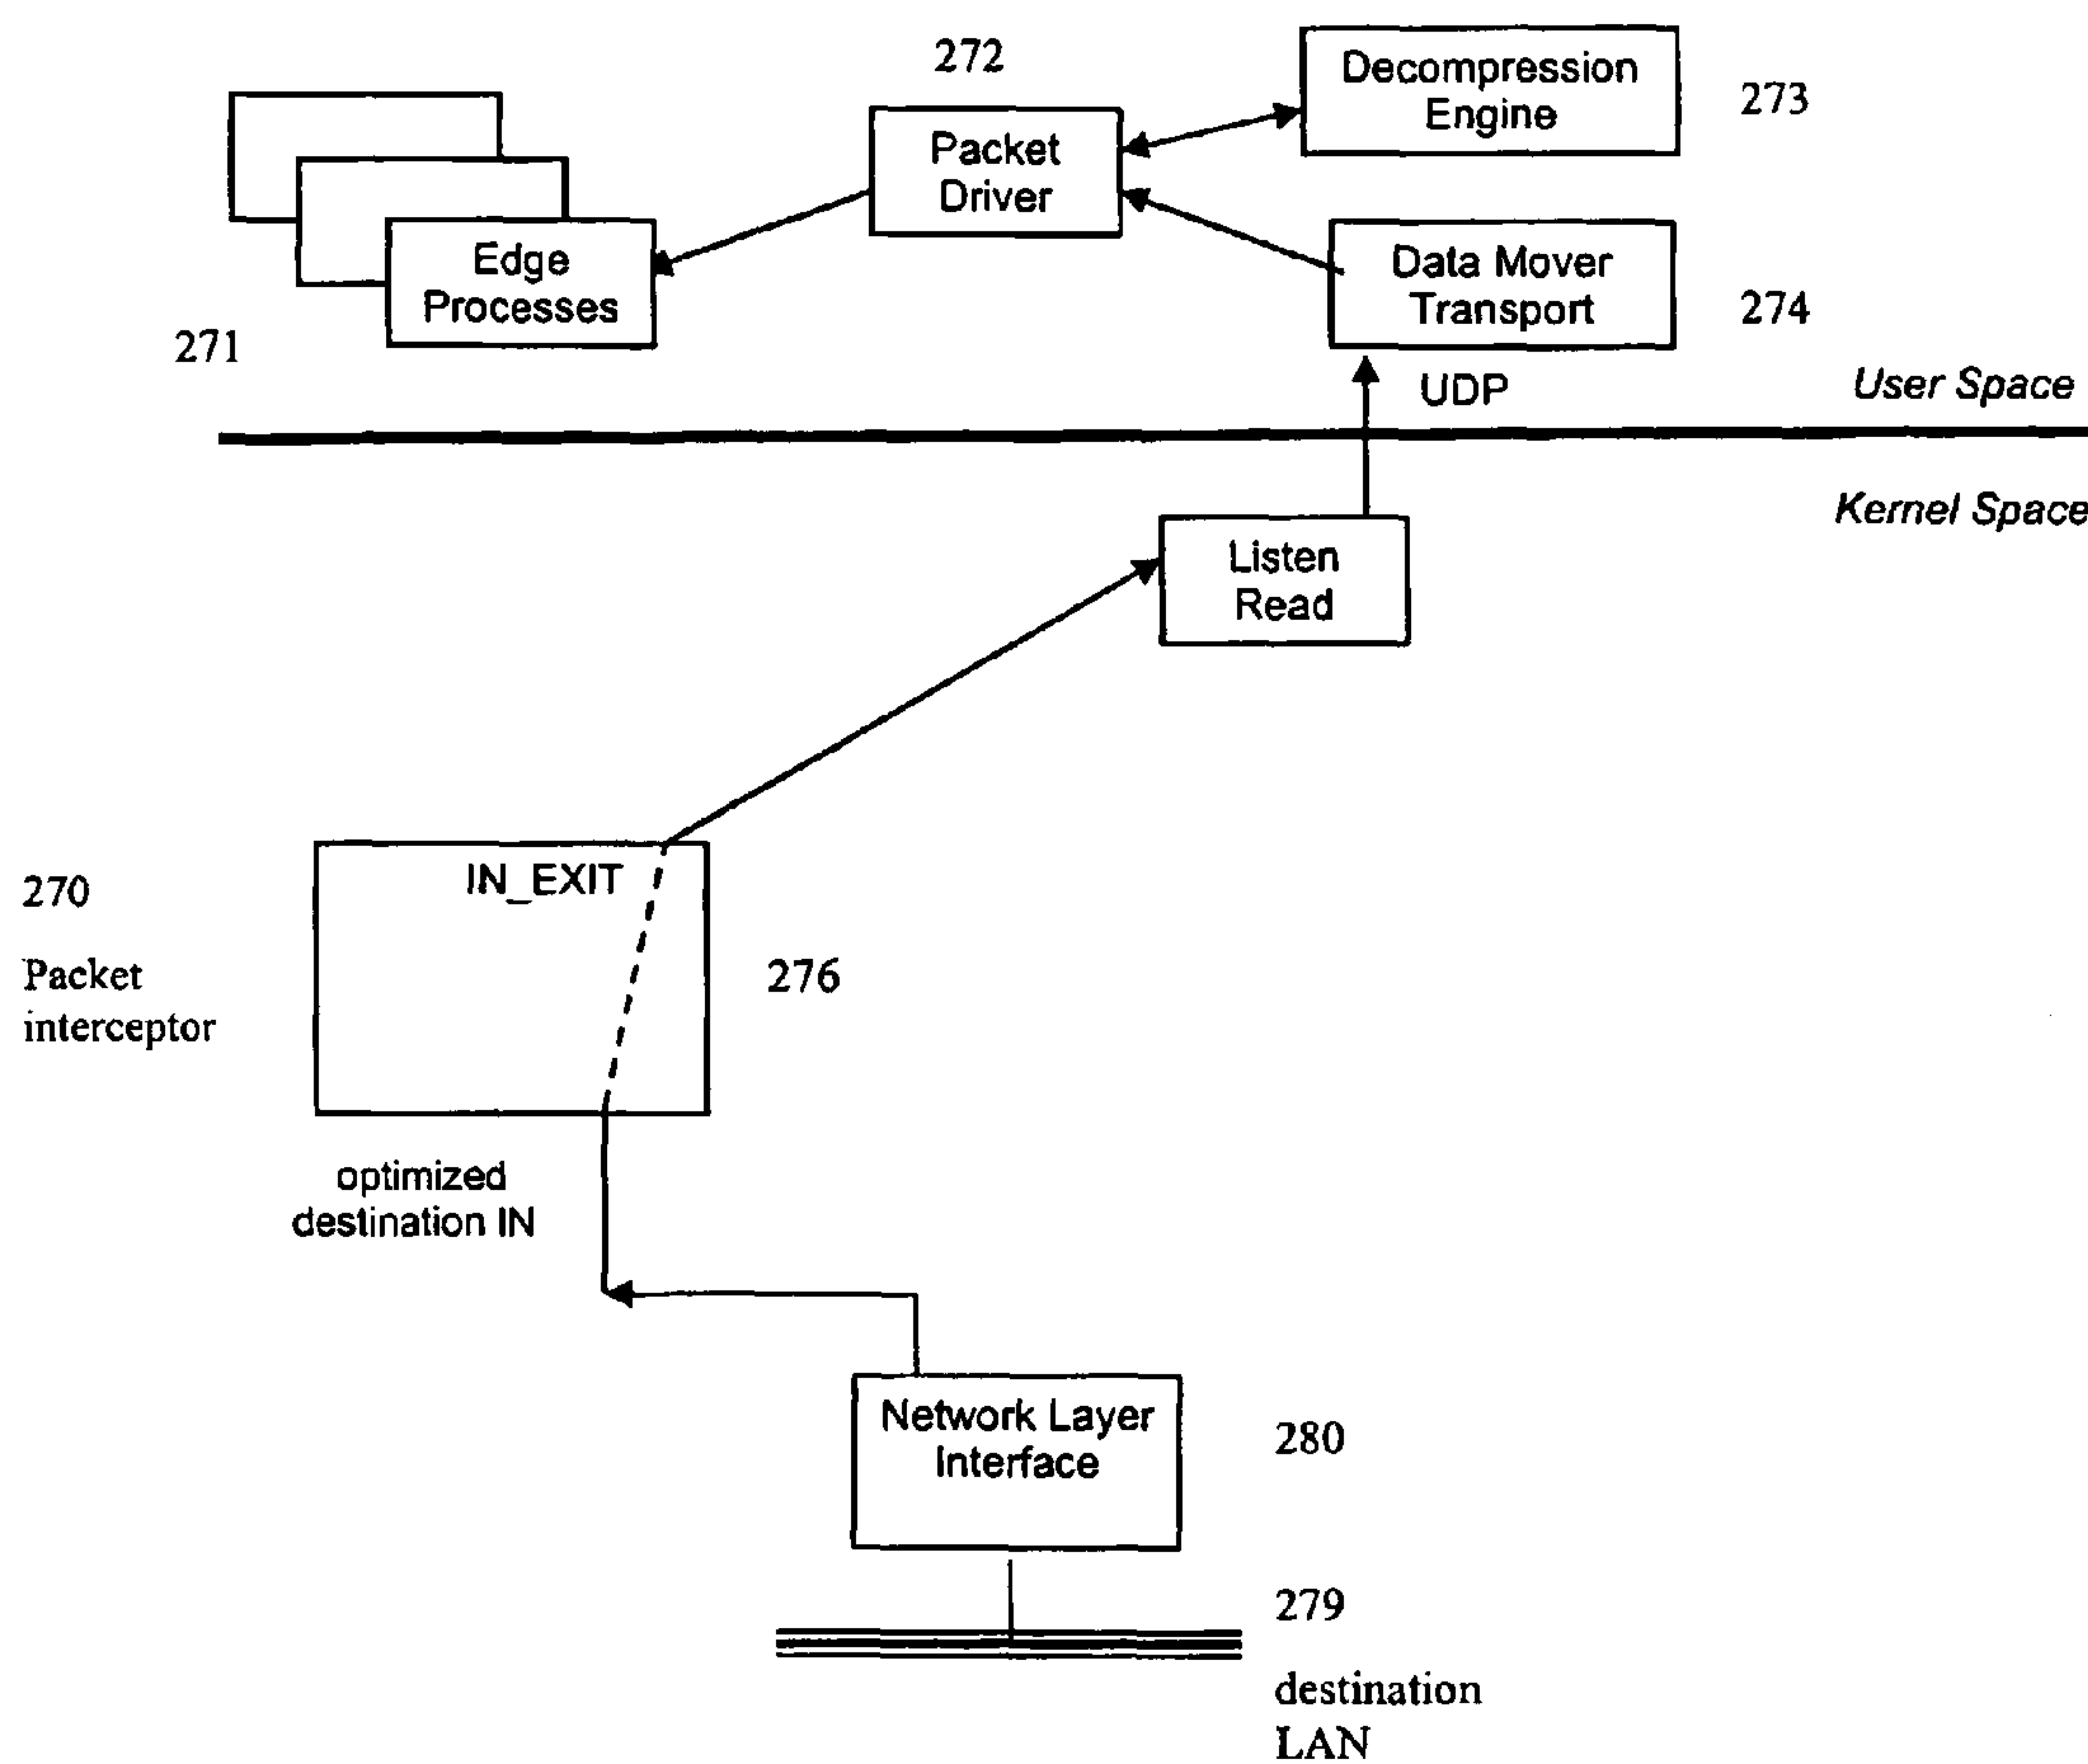 272
Decompression
Engine
273
Packet
Driver
Edge
Processes
271
Data Mover
Transport
274
UDP
User Space
Kernel Space
Listen
Read
270
Packet
interceptor
IN_EXIT
276
optimized
destination IN
Network Layer
Interface
280
279
destination
LAN